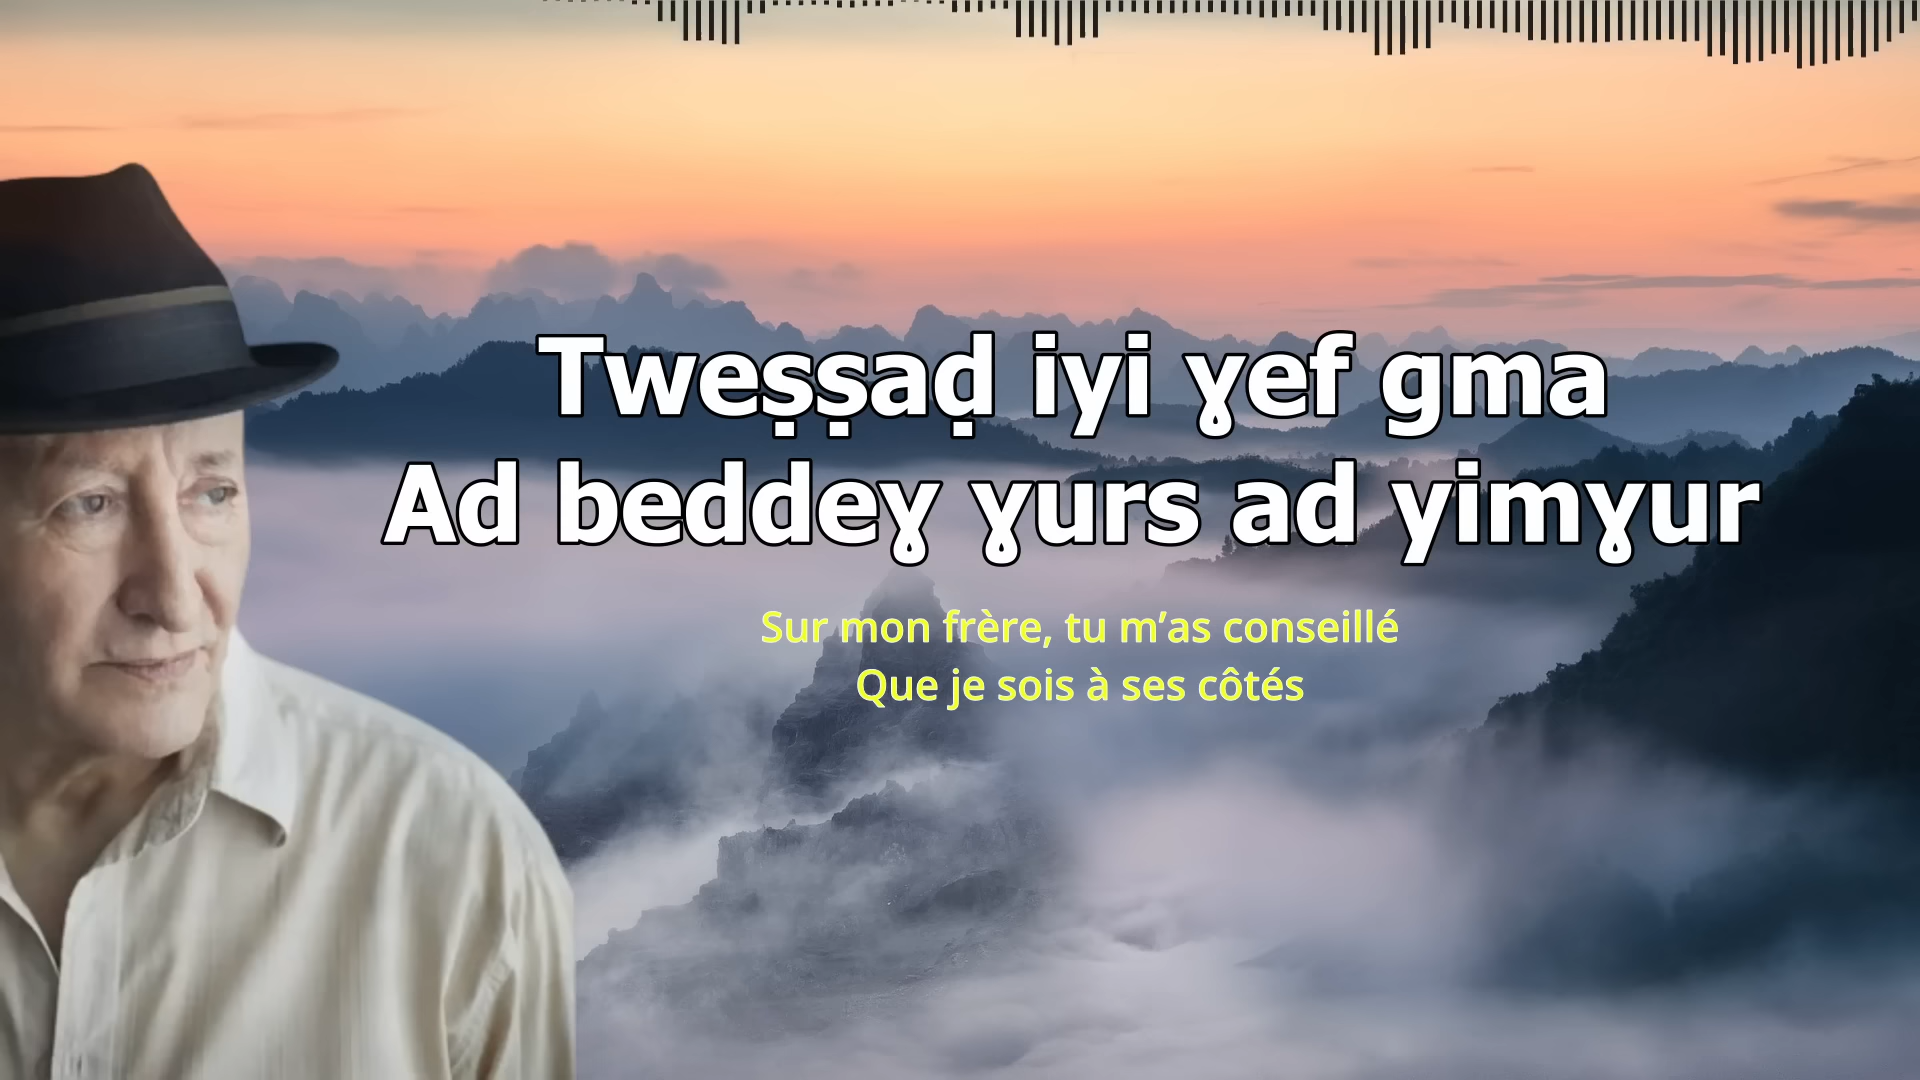 Tweṣṣaḍ iyi ɣef gma
Ad beddeɣ ɣurs ad yimɣur
Sur mon frère, tu m’as conseillé
Que je sois à ses côtés